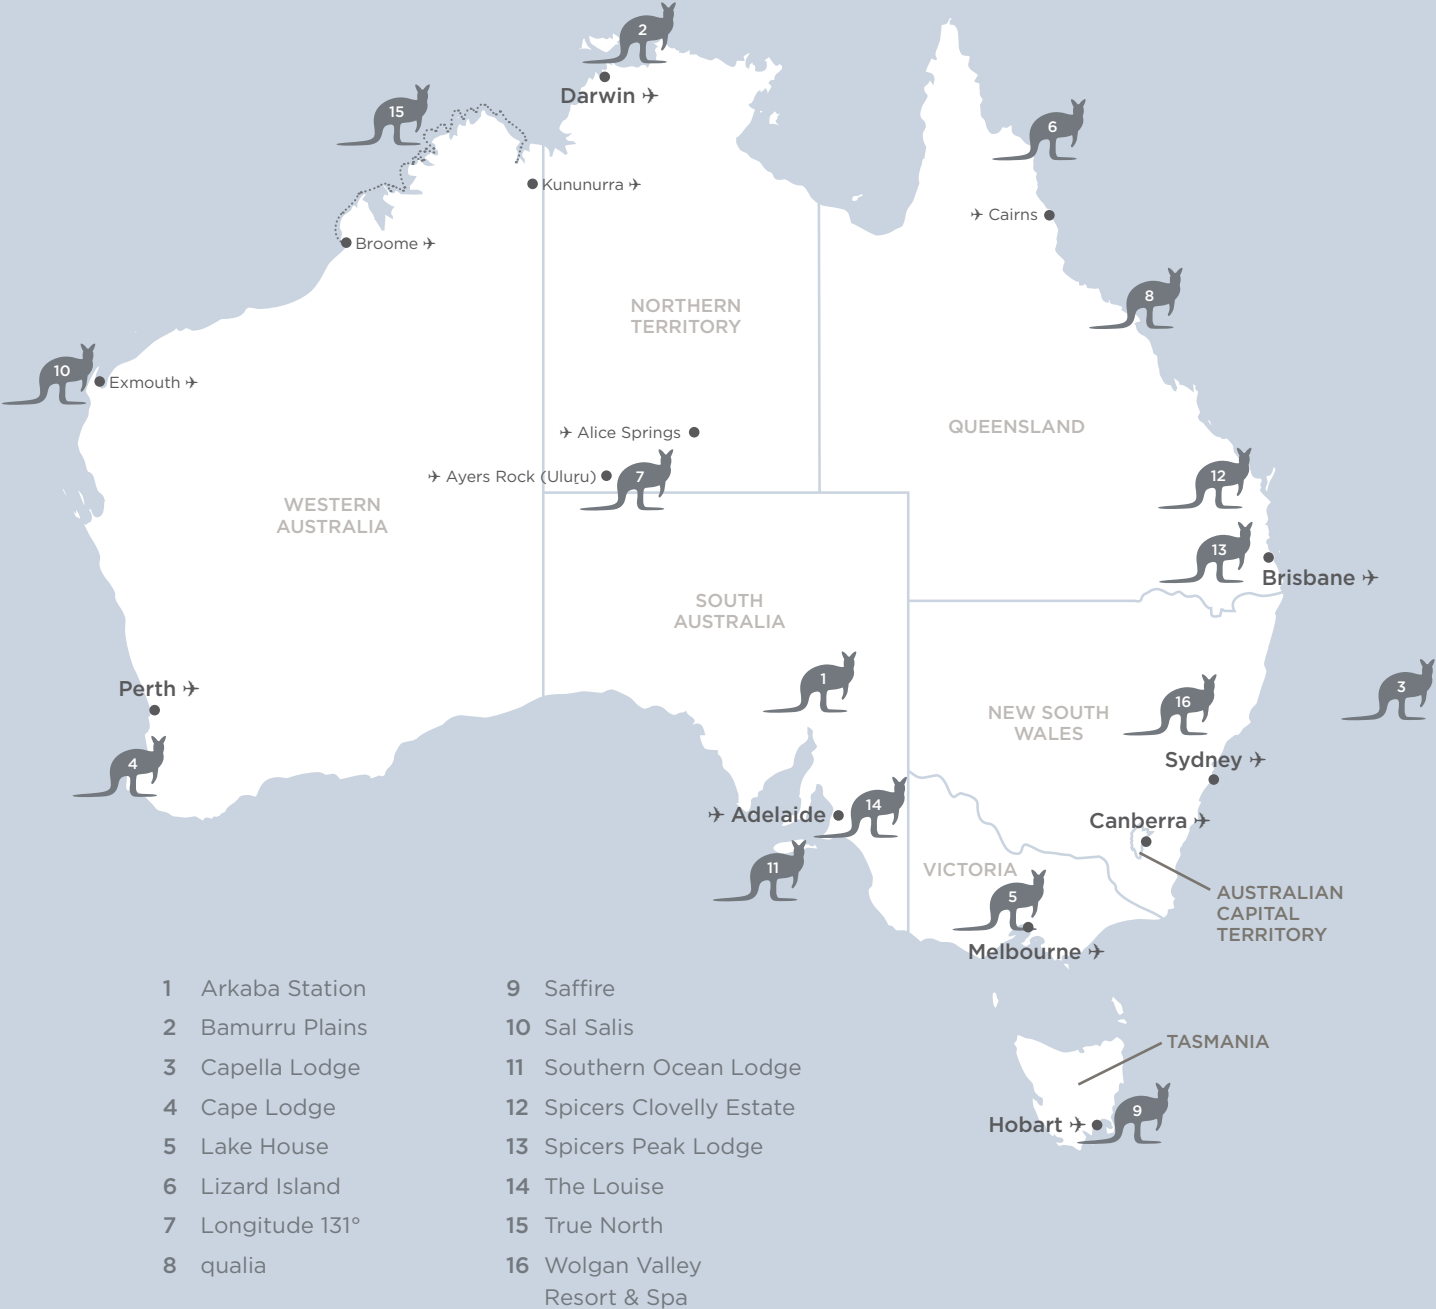 2
Darwin ✈
15
6
Kununurra ✈
✈ Cairns
Broome ✈
8
NORTHERN
TERRITORY
10
Exmouth ✈
QUEENSLAND
✈ Alice Springs
✈ Ayers Rock (Uluṟu)
7
12
WESTERN
AUSTRALIA
13
Brisbane ✈
SOUTH
AUSTRALIA
1
Perth ✈
3
16
NEW SOUTH
WALES
4
Sydney ✈
14
✈ Adelaide
Canberra ✈
11
VICTORIA
5
AUSTRALIAN
CAPITAL
TERRITORY
Melbourne ✈
TASMANIA
9
Hobart ✈
1 Arkaba Station
2 Bamurru Plains
3 Capella Lodge
4 Cape Lodge
5 Lake House
6 Lizard Island
7 Longitude 131°
8 qualia
9 Saffire
10 Sal Salis
11 Southern Ocean Lodge
12 Spicers Clovelly Estate
13 Spicers Peak Lodge
14 The Louise
15 True North
16 Wolgan Valley
Resort & Spa